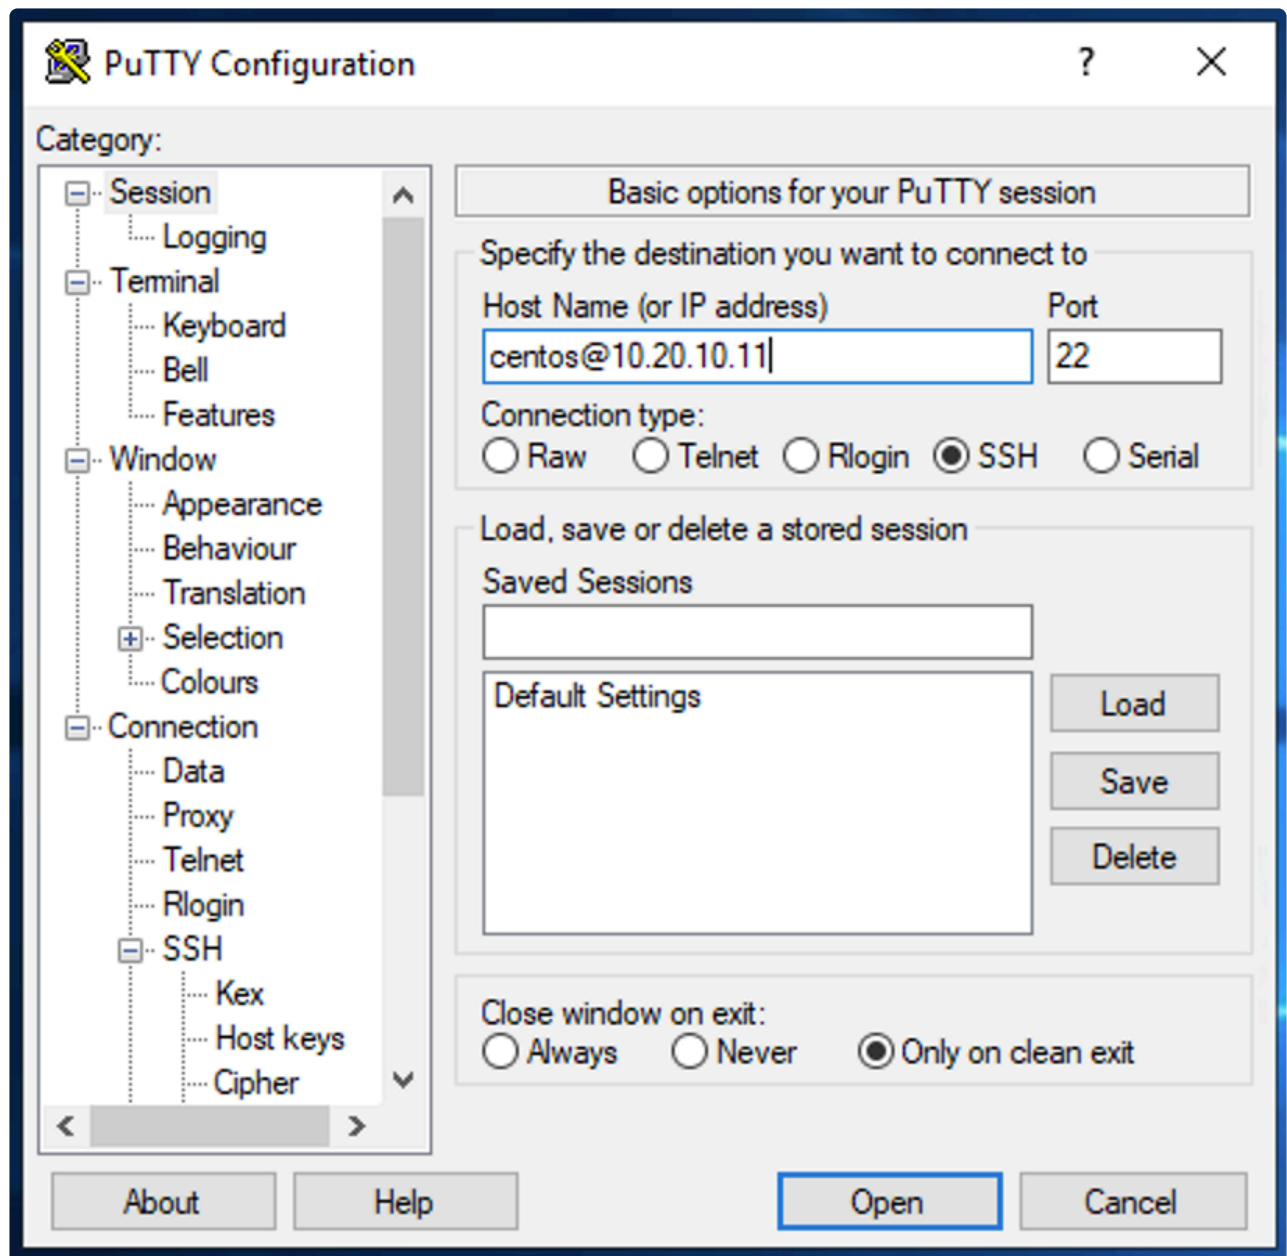 PuTTY Configuration
?
Category:
Session
Logging
Terminal
Keyboard
Bell
Features
Window
Appearance
Behaviour
Translation
Selection
Colours
Connection
Data
Proxy
Telnet
Rlogin
SSH
Kex
Host keys
Cipher
Basic options for your PuTTY session
Specify the destination you want to connect to
Host Name (or IP address) Port
centos@10.20.10.11 22
Connection type:
Raw Telnet Rlogin SSH Serial
Load, save or delete a stored session
Saved Sessions
Default Settings
Load
Save
Delete
Close window on exit:
Always Never Only on clean exit
About Help Open Cancel